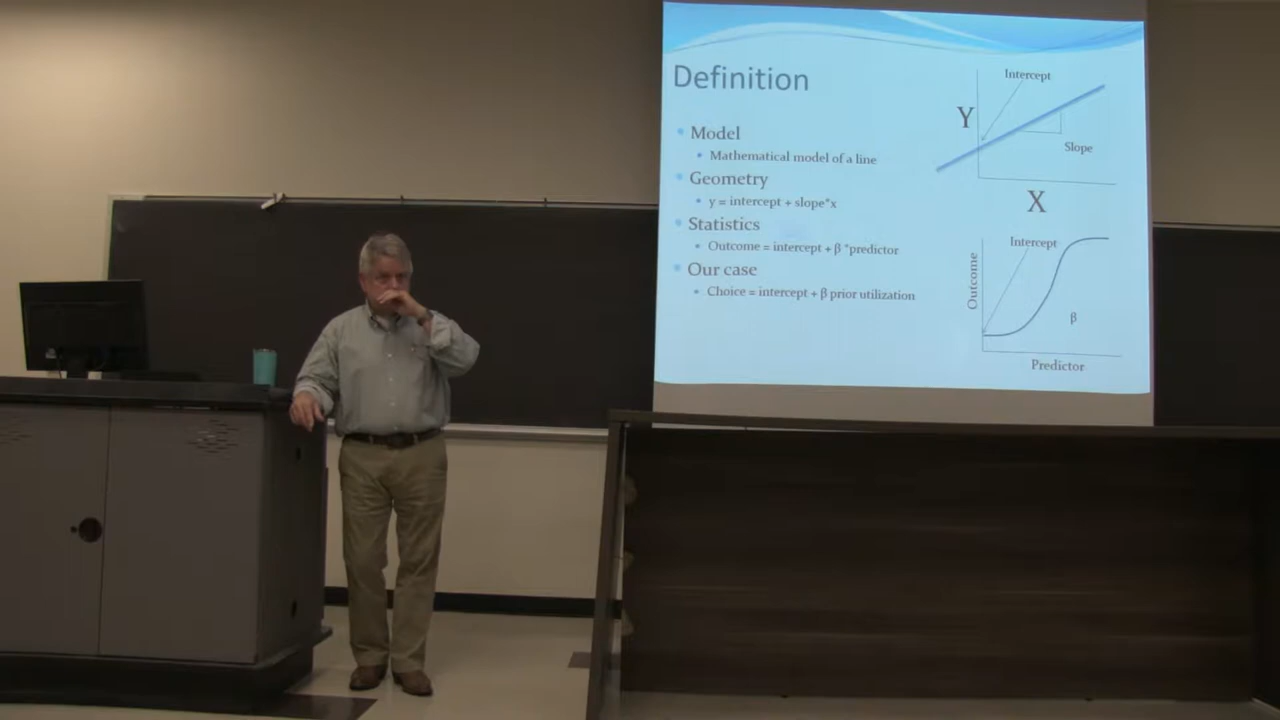 Definition
Model
Mathematical model of a line
Geometry
y = intercept + slope*x
Statistics
Outcome = intercept + β *predictor
Our case
Choice = intercept + β prior utilization
Intercept
Y
Slope
X
Intercept
Outcome
β
Predictor